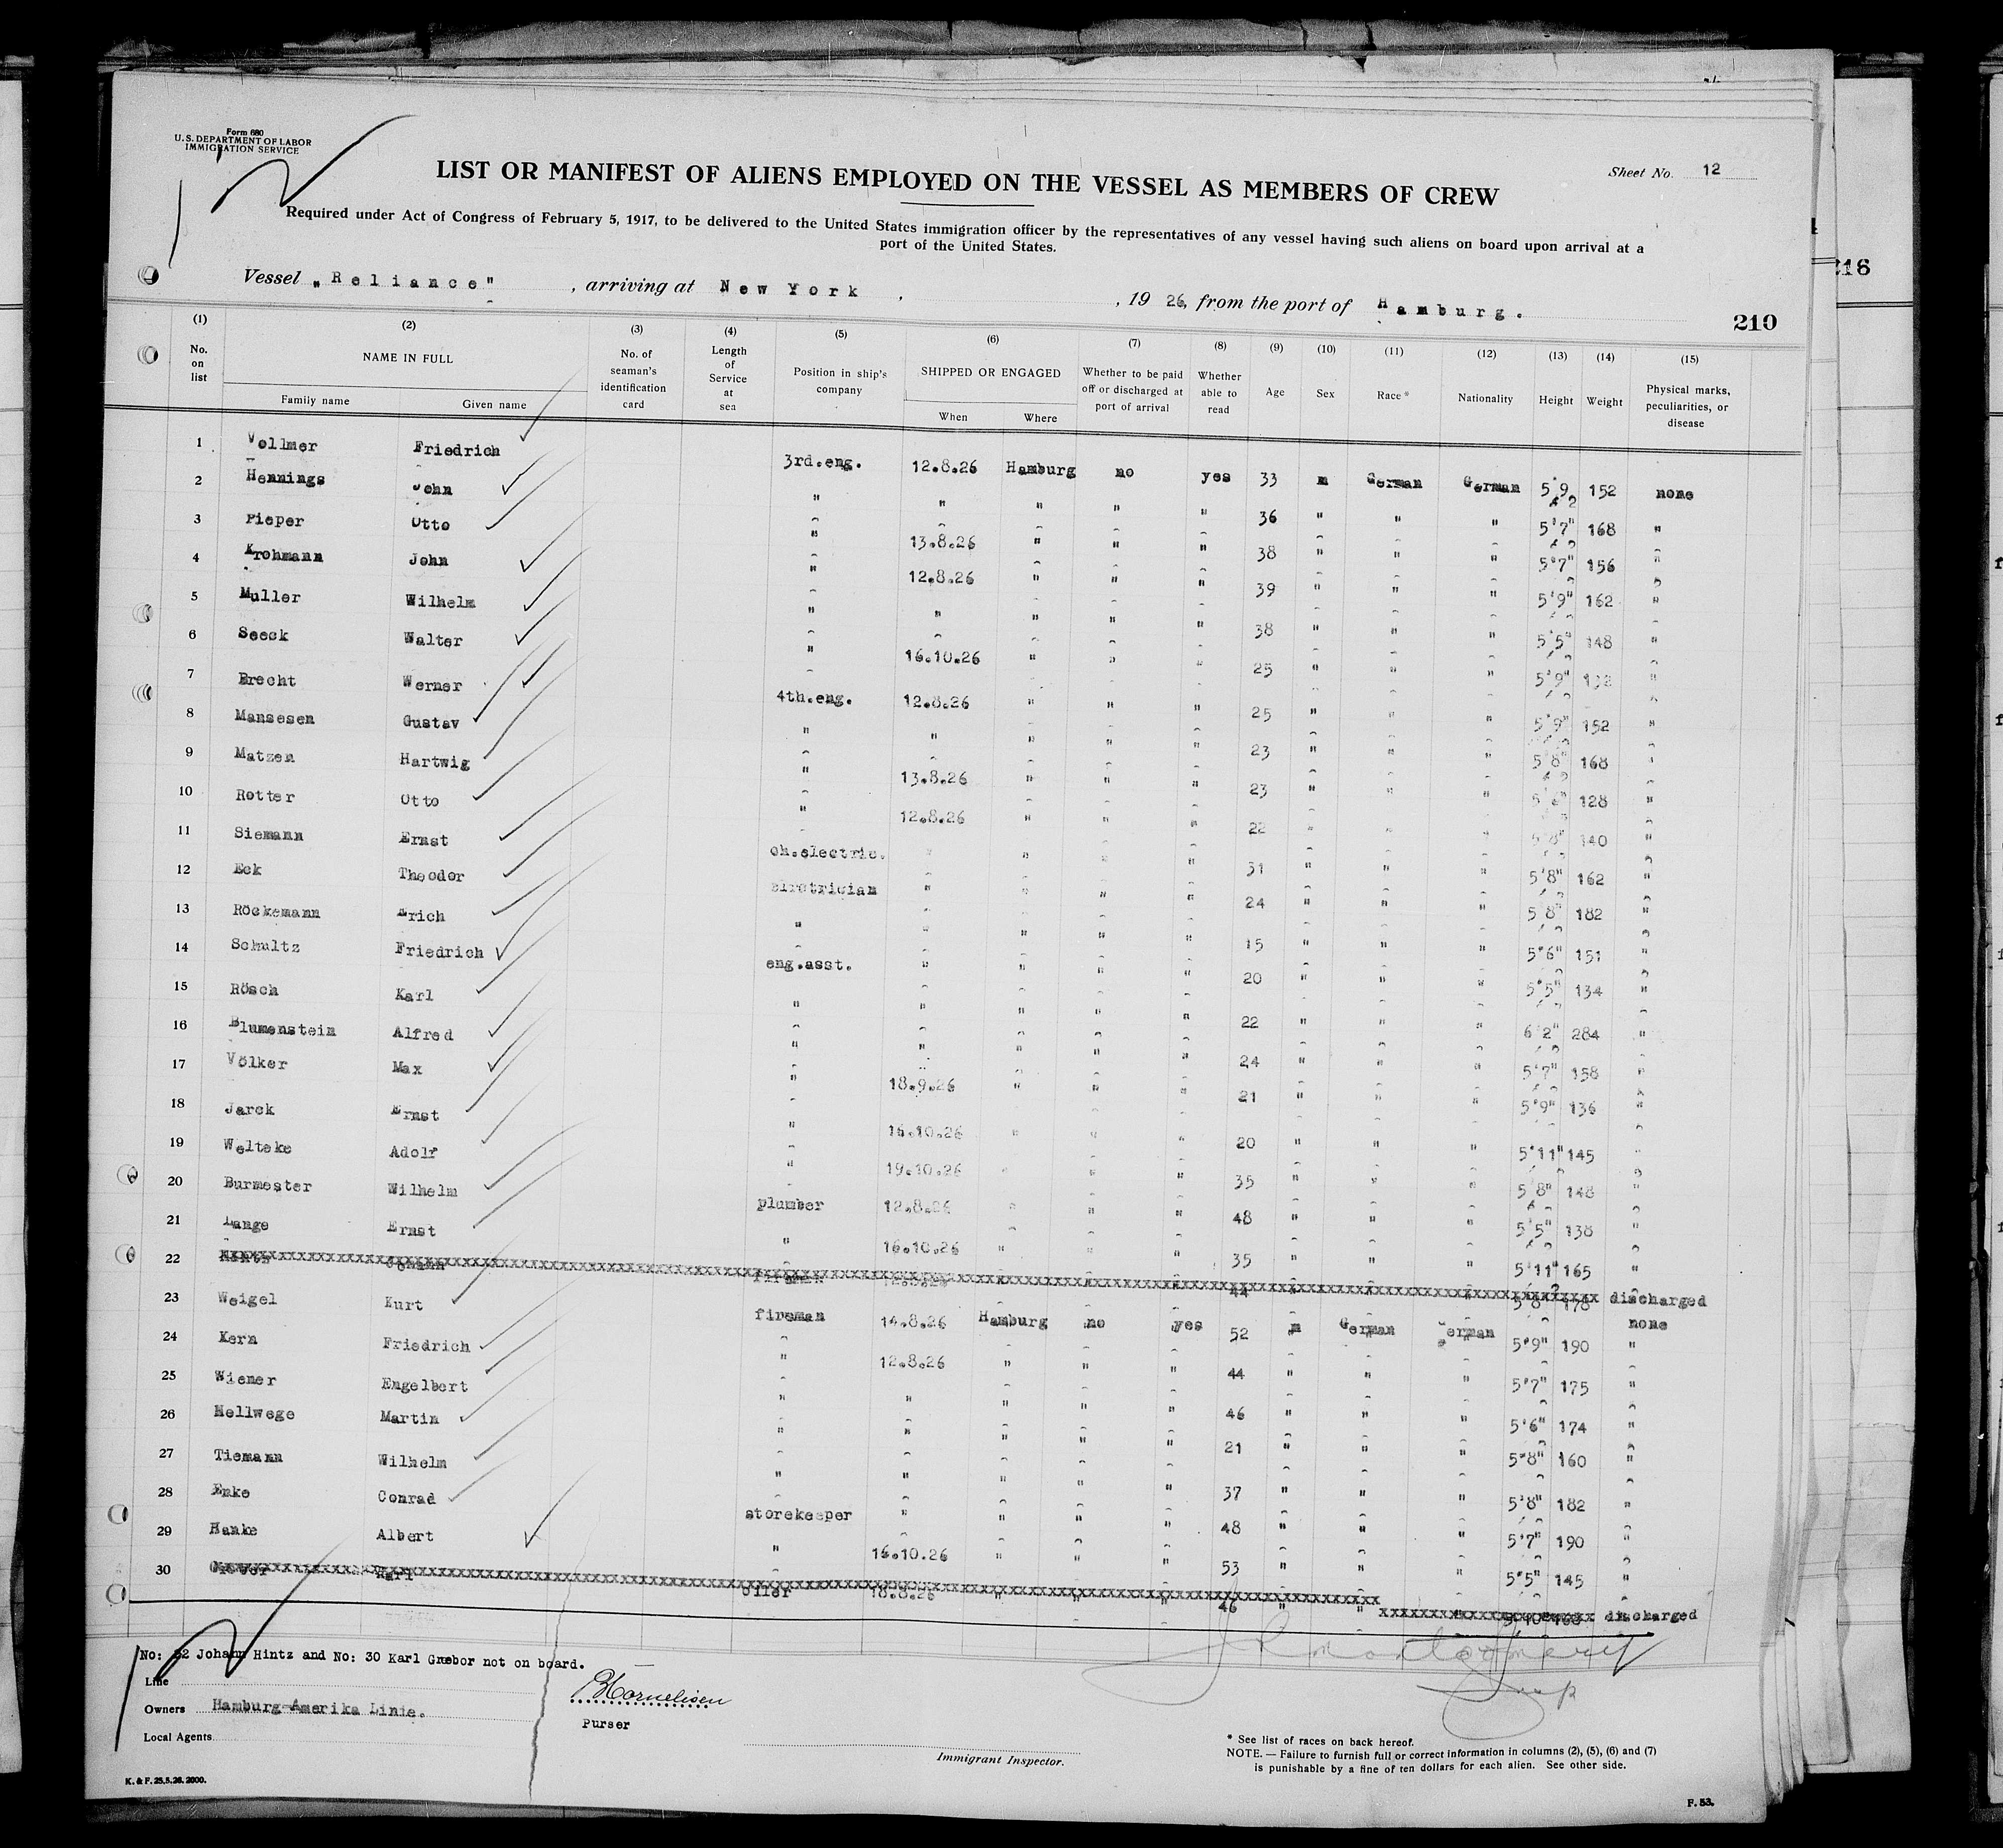 Form 680
U. S. DEPARTMENT OF LABOR
IMMIGRATION SERVICE
LIST OR MANIFEST OF ALIENS EMPLOYED ON THE VESSEL AS MEMBERS OF CREW
Sheet No. 12
Required under Act of Congress of February 5, 1917, to be delivered to the United States immigration officer by the representatives of any vessel having such aliens on board upon arrival at a
port of the United States.
Vessel „Reliance", arriving at New York , , 1926, from the port of Hamburg.
216
210
(1) (2) (3) (4) (5) (6) (7) (8) (9) (10) (11) (12) (13) (14) (15)
No. on list NAME IN FULL Family name Given name No. of seaman's identification card Length of Service at sea Position in ship's company SHIPPED OR ENGAGED When Where Whether to be paid off or discharged at port of arrival Whether able to read Age Sex Race * Nationality Height Weight Physical marks, peculiarities, or disease
1 Vollmer Friedrich 3rd.eng. 12.8.26 Hamburg no yes 33 m German German 5'9 152 none
2 Hennings John " " " " " 36 " " " 5'7" 168 "
3 Pieper Otto " 13.8.26 " " " 38 " " " 5'7" 156 "
4 Krohmann John " 12.8.26 " " " 39 " " " 5'9" 162 "
5 Muller Wilhelm " " " " " 38 " " " 5'5" 148 "
6 Seeck Walter " 16.10.26 " " " 25 " " " 5'9" "
7 Brecht Werner 4th.eng. 12.8.26 " " " 25 " " " 5'9" 152 "
8 Mansesen Gustav " " " " " 23 " " " 5'8" 168 "
9 Matzen Hartwig " 13.8.26 " " " 23 " " " 128 "
10 Rotter Otto " 12.8.26 " " " 22 " " " 5'8" 140 "
11 Siemann Ernst ch.electric. " " " " 31 " " " 5'8" 162 "
12 Eck Theodor " " " " 24 " " " 5'8" 182 "
13 Röckemann Erich " " " " " 15 " " " 5'6" 151 "
14 Schultz Friedrich eng.asst. " " " " 20 " " " 5'5" 134 "
15 Rösch Karl " " " " " 22 " " " 6'2" 284 "
16 Blumenstein Alfred " " " " " 24 " " " 5'7" 158 "
17 Völker Max " 18.9.26 " " " 21 " " " 5'9" 136 "
18 Jarck Ernst " 16.10.26 " " " 20 " " " 5'11" 145 "
19 Welteke Adolf " 19.10.26 " " " 35 " " " 5'8" 148 "
20 Burmester Wilhelm plumber 12.8.26 " " " 48 " " " 5'5" 138 "
21 Lange Ernst " 16.10.26 " " " 35 " " " 5'11" 165 "
22 Hintz Johann fireman 44 5'8" 178 discharged
23 Weigel Kurt fireman 14.8.26 Hamburg no yes 52 m German German 5'9" 190 none
24 Kern Friedrich " 12.8.26 " " " 44 " " " 5'7" 175 "
25 Wiener Engelbert " " " " " 46 " " " 5'6" 174 "
26 Hellwege Martin " " " " " 21 " " " 5'8" 160 "
27 Tiemann Wilhelm " " " " " 37 " " " 5'8" 182 "
28 Enke Conrad storekeeper " " " " 48 " " " 5'7" 190 "
29 Hanke Albert " 16.10.26 " " " 53 " " " 5'5" 145 "
30 Karl oiler 18.8.26 " " " 46 " " " discharged
No: 22 Johann Hintz and No: 30 Karl Grebor not on board.
Line
Owners Hamburg-Amerika Linie.
Local Agents
Purser
Immigrant Inspector.
* See list of races on back hereof.
NOTE. — Failure to furnish full or correct information in columns (2), (5), (6) and (7)
is punishable by a fine of ten dollars for each alien. See other side.
K. & F. 25.5.26. 2000.
F. 53.